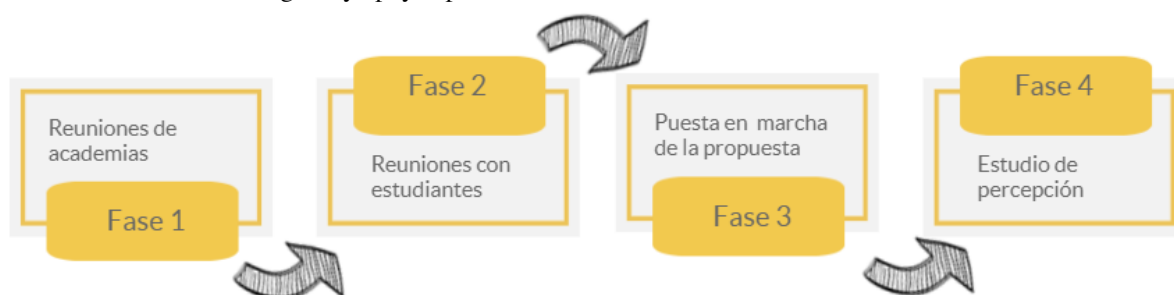 Reuniones de
academias
Fase 1
Fase 2
Reuniones con
estudiantes
Puesta en marcha
de la propuesta
Fase 3
Fase 4
Estudio de
percepción